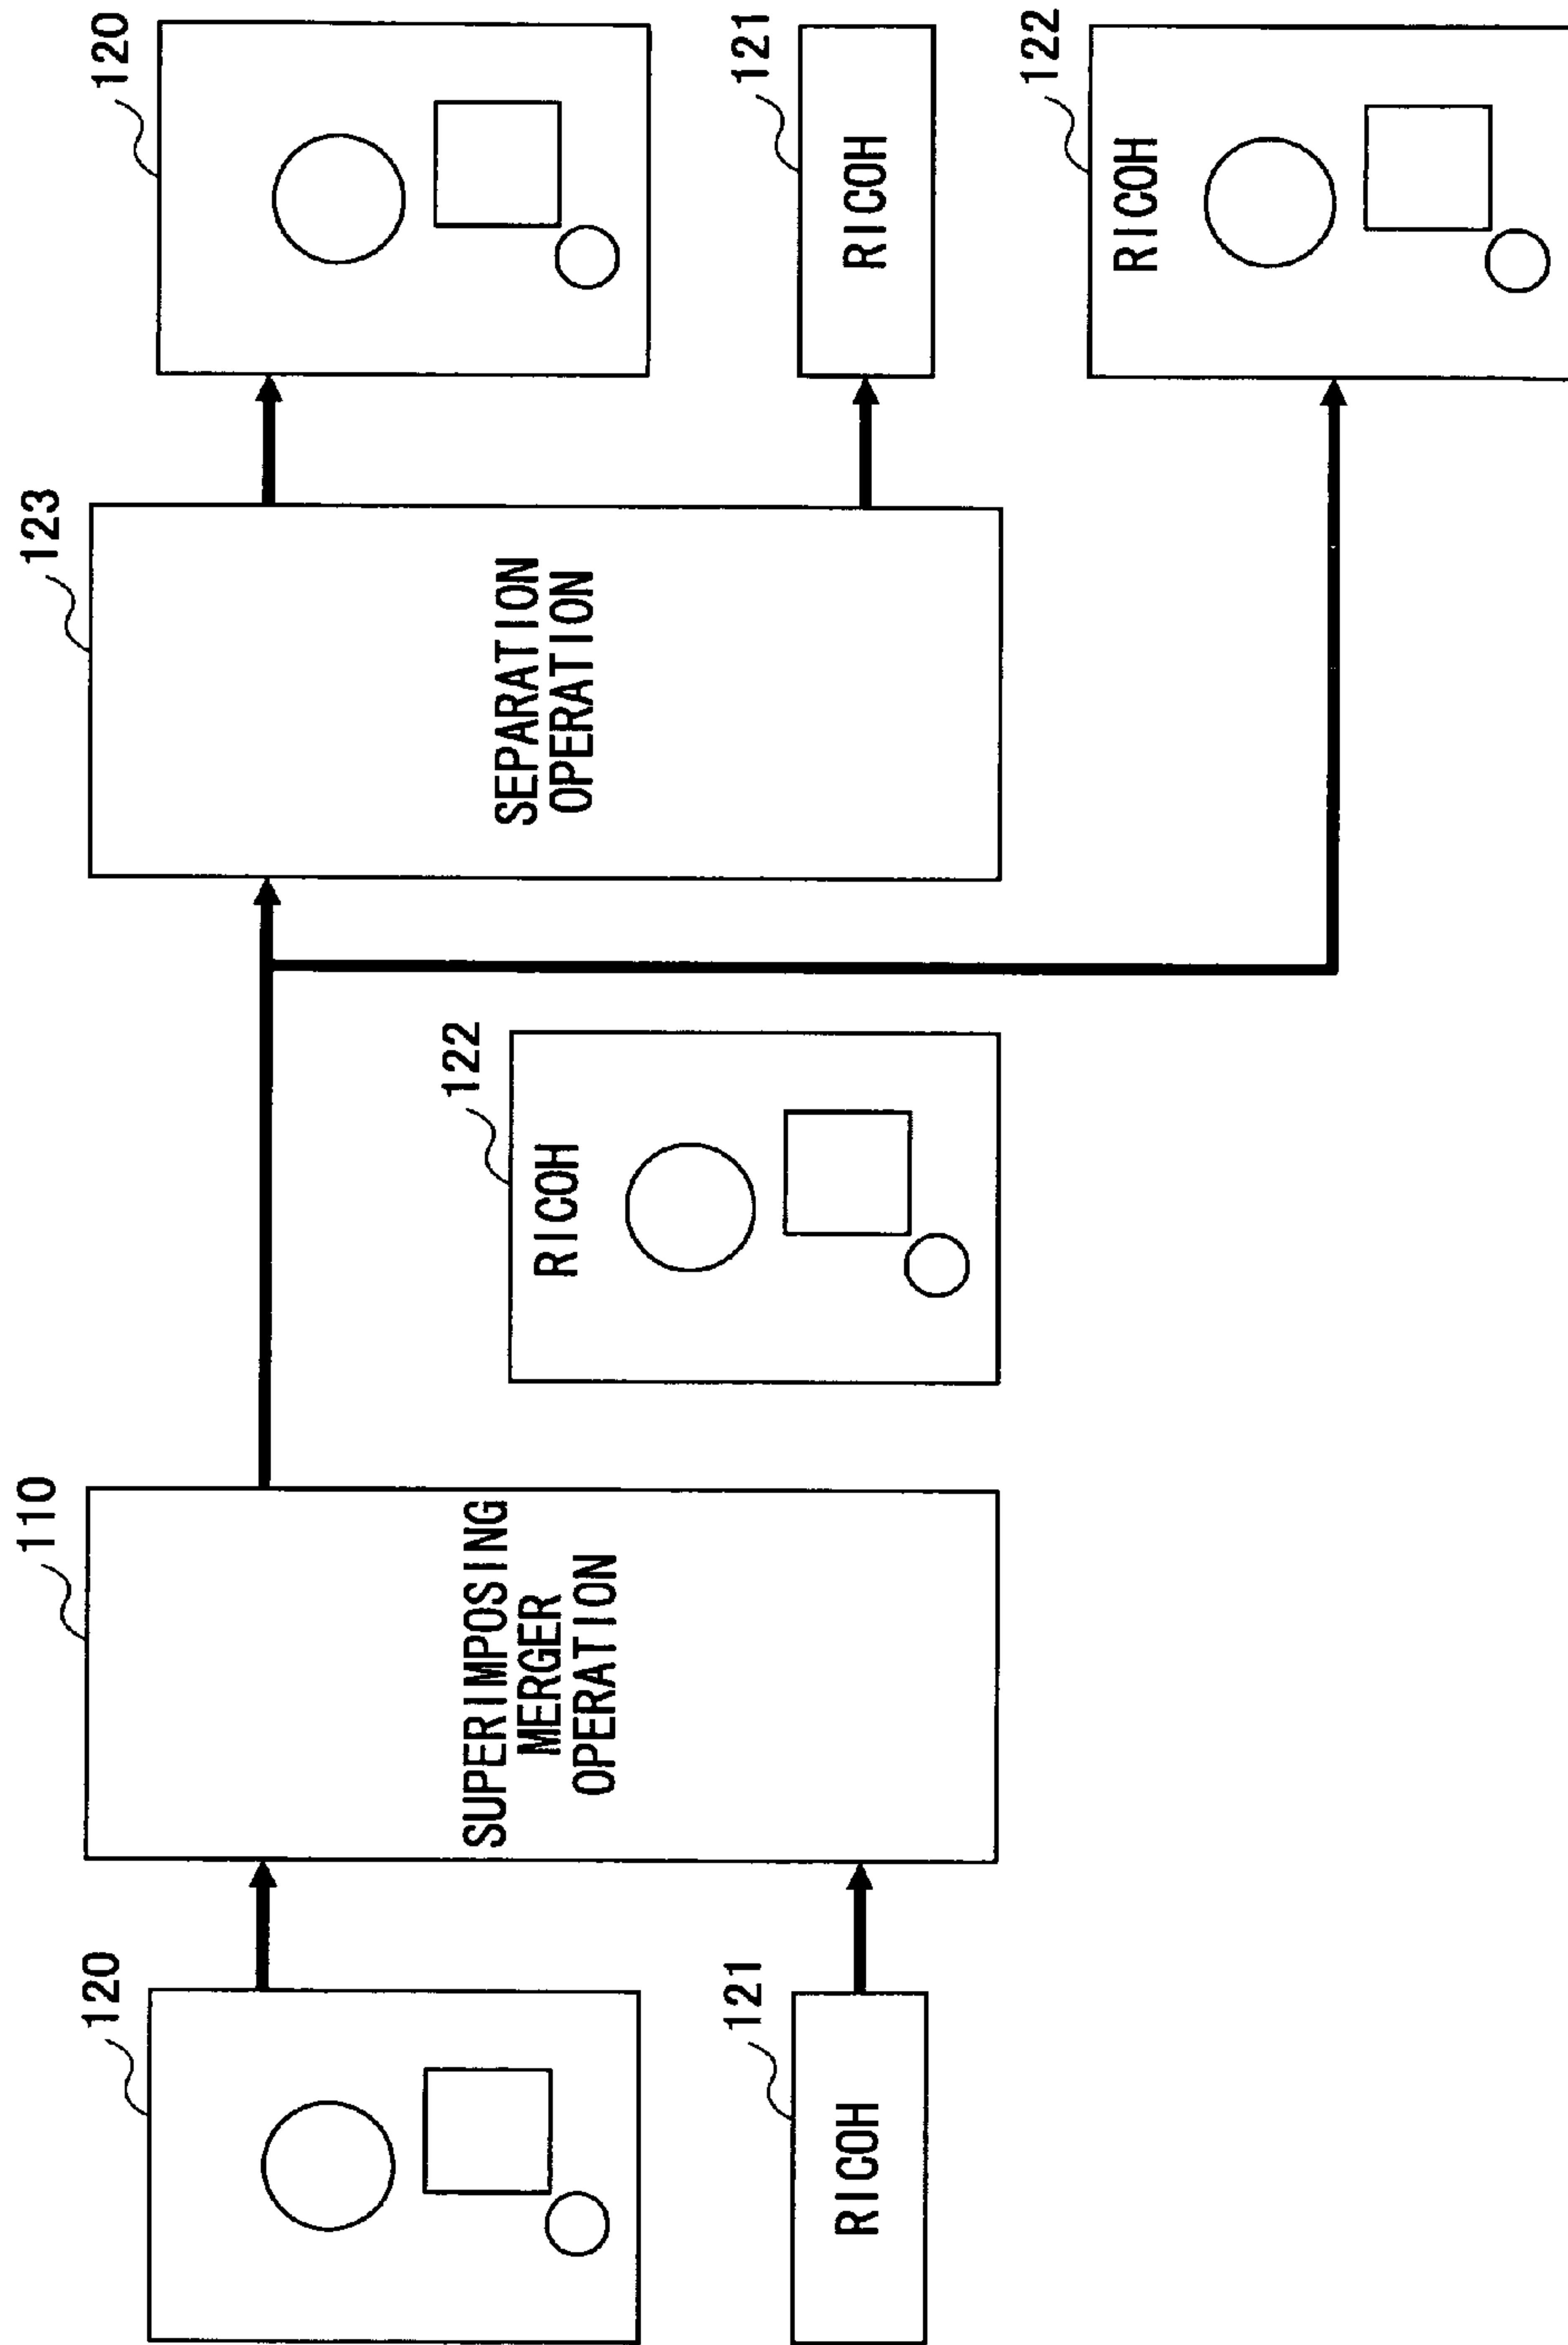 120
121
RICOH
110
SUPERIMPOSING
MERGER
OPERATION
122
RICOH
123
SEPARATION
OPERATION
120
121
RICOH
122
RICOH